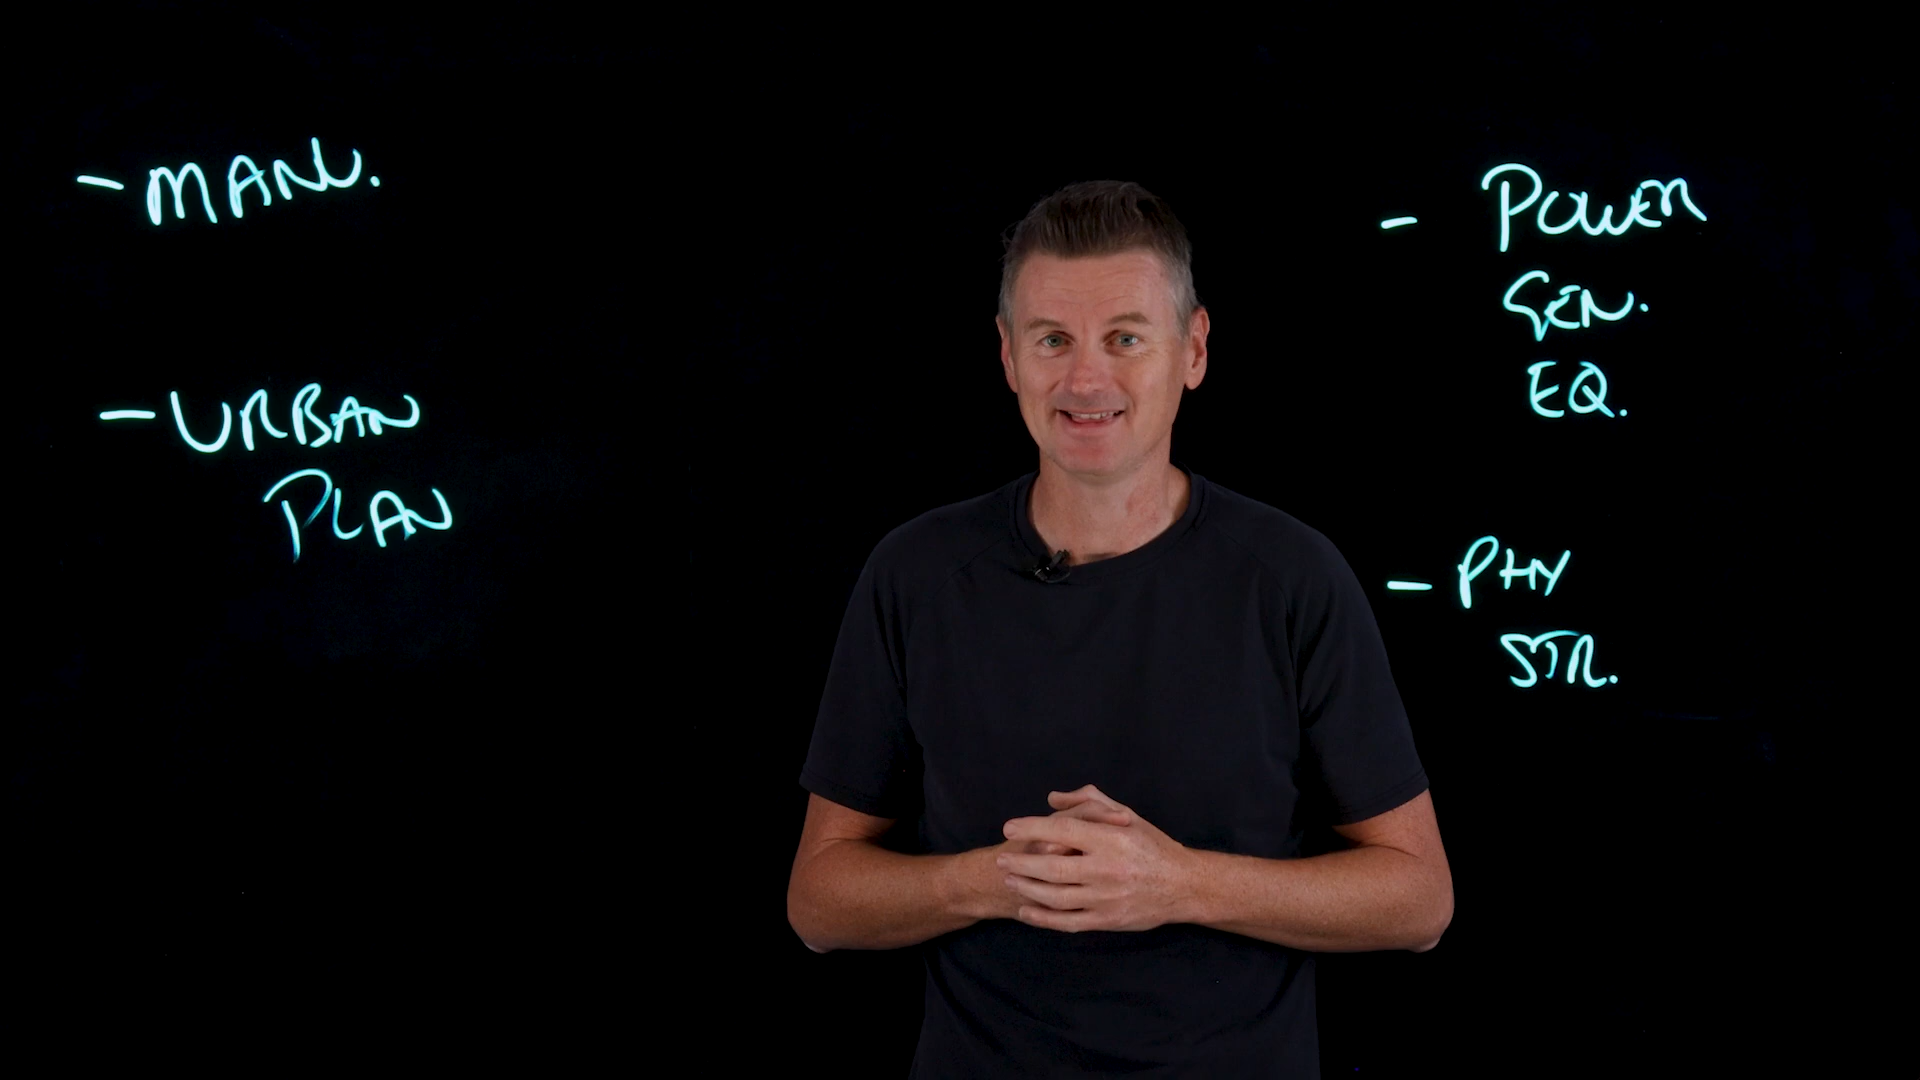 - MANU.
- URBAN
PLAN
- POWER
GEN.
EQ.
- PHY
STR.